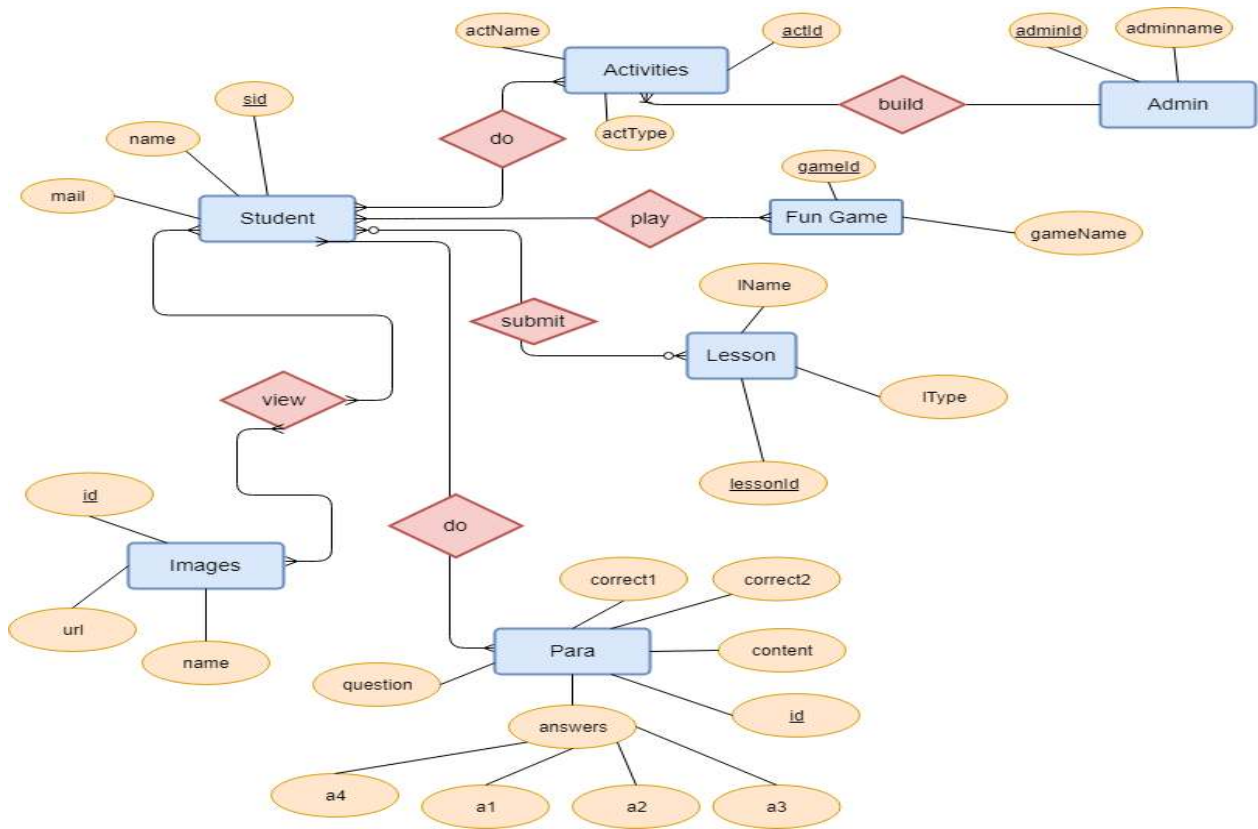 actName
actId
adminId
adminname
Activities
Admin
build
sid
actType
do
name
gameId
mail
Student
play
Fun Game
gameName
lName
submit
Lesson
view
lType
lessonId
id
do
Images
correct1
correct2
url
Para
content
name
question
id
answers
a4
a1
a2
a3